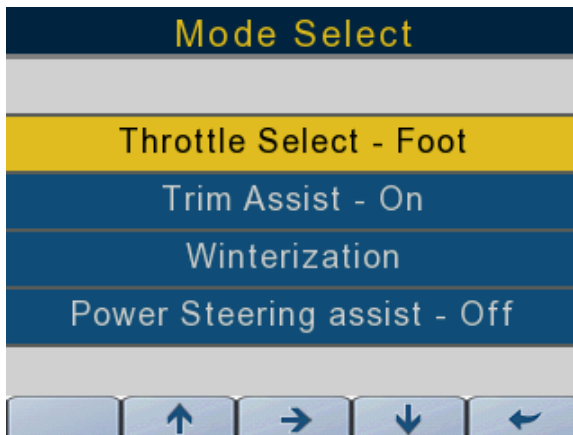 Mode Select
Throttle Select - Foot
Trim Assist - On
Winterization
Power Steering assist - Off